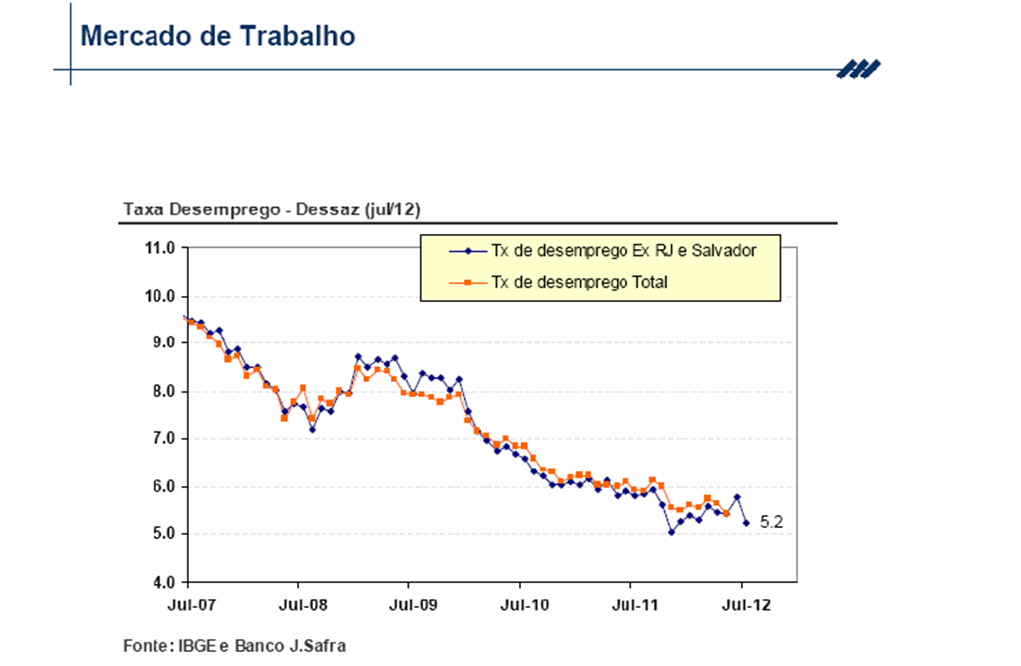 Mercado de Trabalho
Taxa Desemprego - Dessaz (jul/12)
Tx de desemprego Ex RJ e Salvador
Tx de desemprego Total
11.0
10.0
9.0
8.0
7.0
6.0
5.0
4.0
5.2
Jul-07 Jul-08 Jul-09 Jul-10 Jul-11 Jul-12
Fonte: IBGE e Banco J.Safra